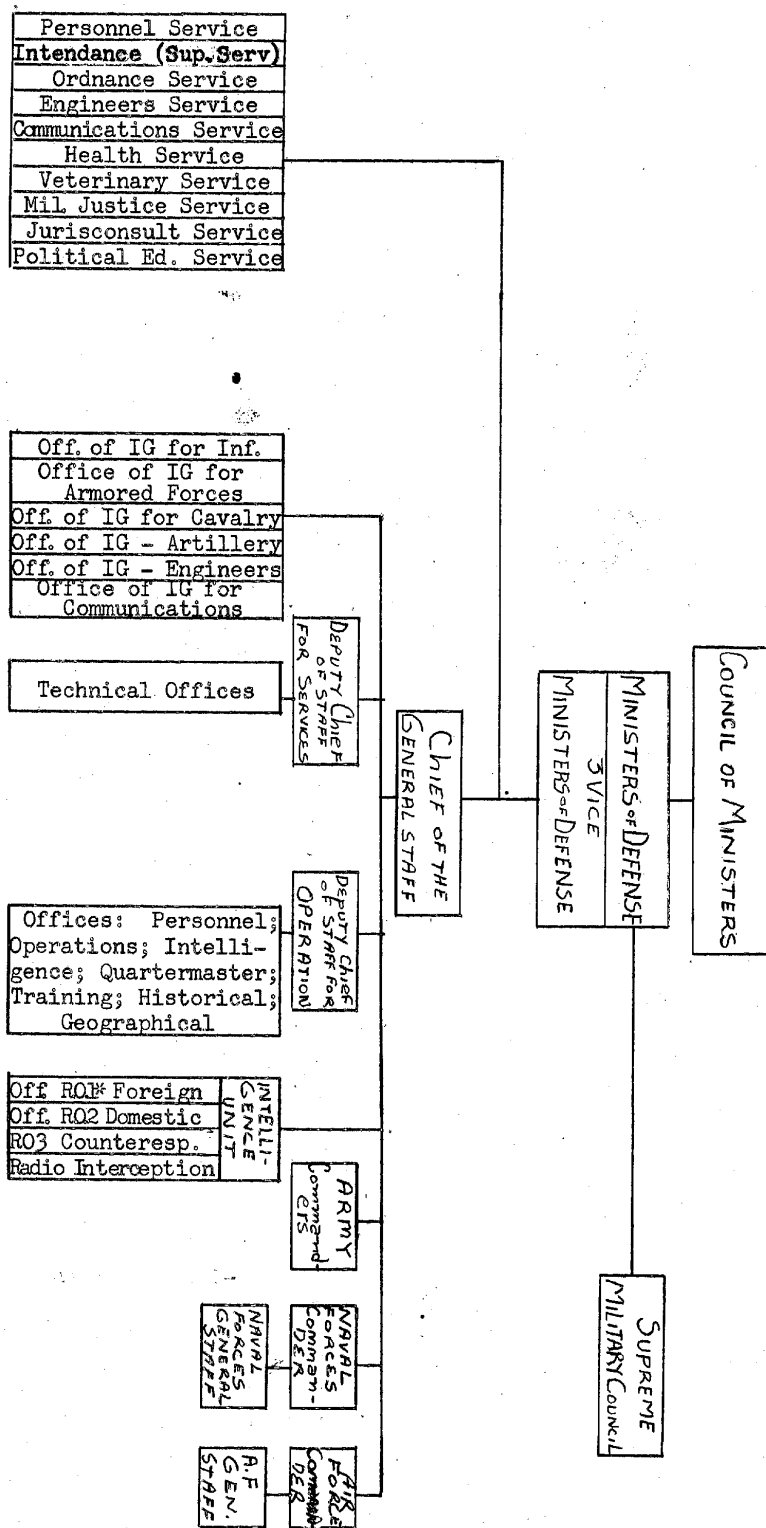 Personnel Service
Intendance (Sup.Serv)
Ordnance Service
Engineers Service
Communications Service
Health Service
Veterinary Service
Mil. Justice Service
Jurisconsult Service
Political Ed. Service
Off. of IG for Inf.
Office of IG for
Armored Forces
Off. of IG for Cavalry
Off. of IG - Artillery
Off. of IG - Engineers
Office of IG for
Communications
Technical Offices
DEPUTY Chief
OF STAFF
FOR SERVICES
Offices: Personnel;
Operations; Intelli-
gence; Quartermaster;
Training; Historical;
Geographical
Deputy Chief
of STAFF FOR
OPERATION
Off. RO1* Foreign
Off. RO2 Domestic
RO3 Counteresp.
Radio Interception
INTELLI-
GENCE
UNIT
ARMY
Command-
ers
NAVAL
FORCES
Comman-
DER
NAVAL
FORCES
GENERAL
STAFF
AIR
FORCE
Comman
DER
A.F
GEN.
STAFF
CHIEF OF THE
GENERAL STAFF
MINISTERS OF DEFENSE
3 VICE
MINISTERS OF DEFENSE
COUNCIL OF MINISTERS
SUPREME
MILITARY COUNCIL